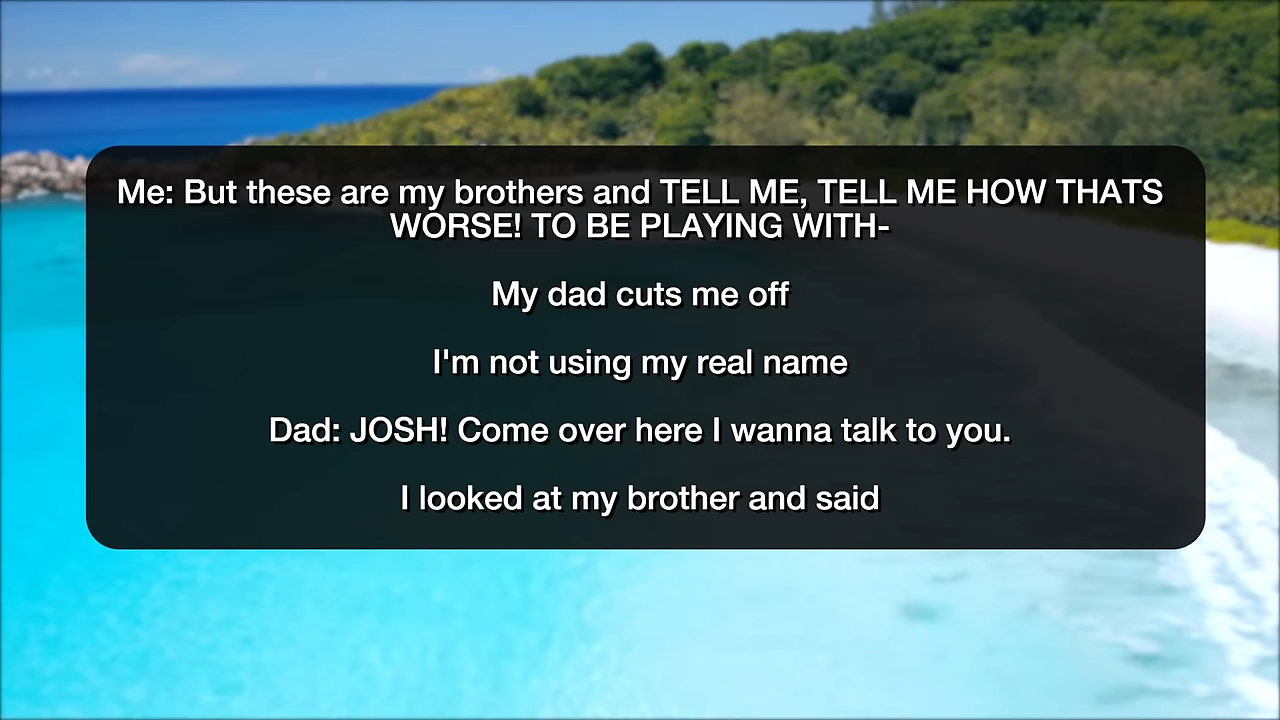 Me: But these are my brothers and TELL ME, TELL ME HOW THATS
WORSE! TO BE PLAYING WITH-
My dad cuts me off
I'm not using my real name
Dad: JOSH! Come over here I wanna talk to you.
I looked at my brother and said